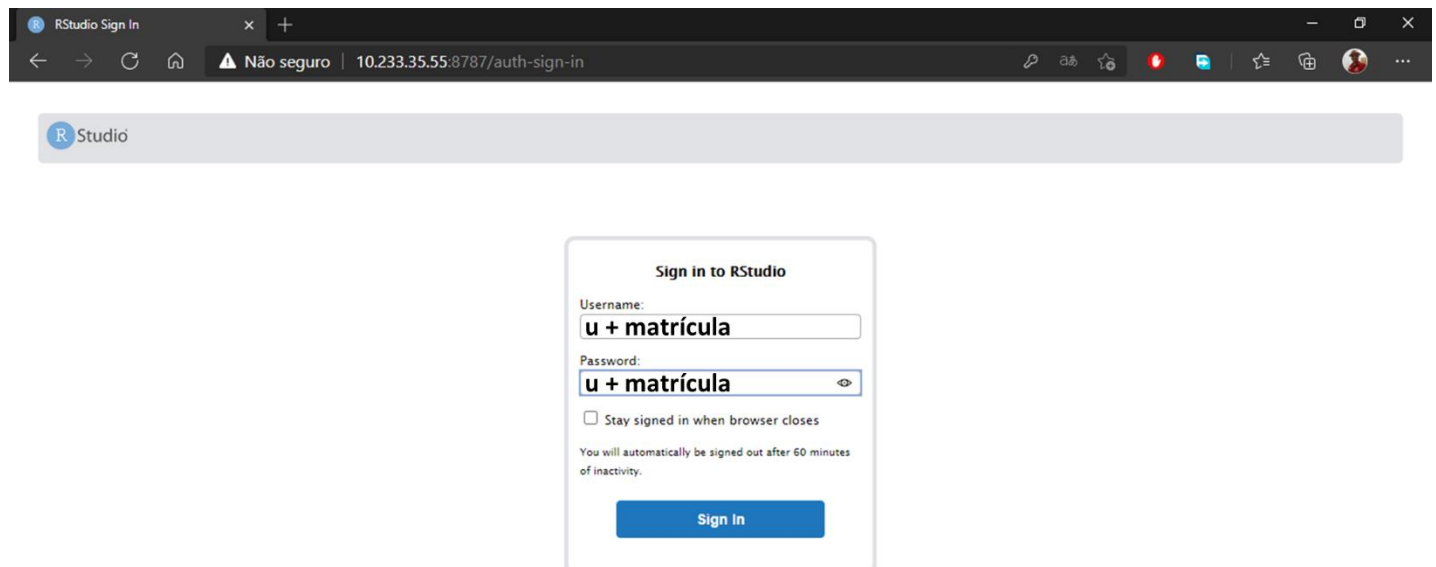 RStudio Sign In
Não seguro | 10.233.35.55:8787/auth-sign-in
R Studio
Sign in to RStudio
Username:
u + matrícula
Password:
u + matrícula
Stay signed in when browser closes
You will automatically be signed out after 60 minutes
of inactivity.
Sign In